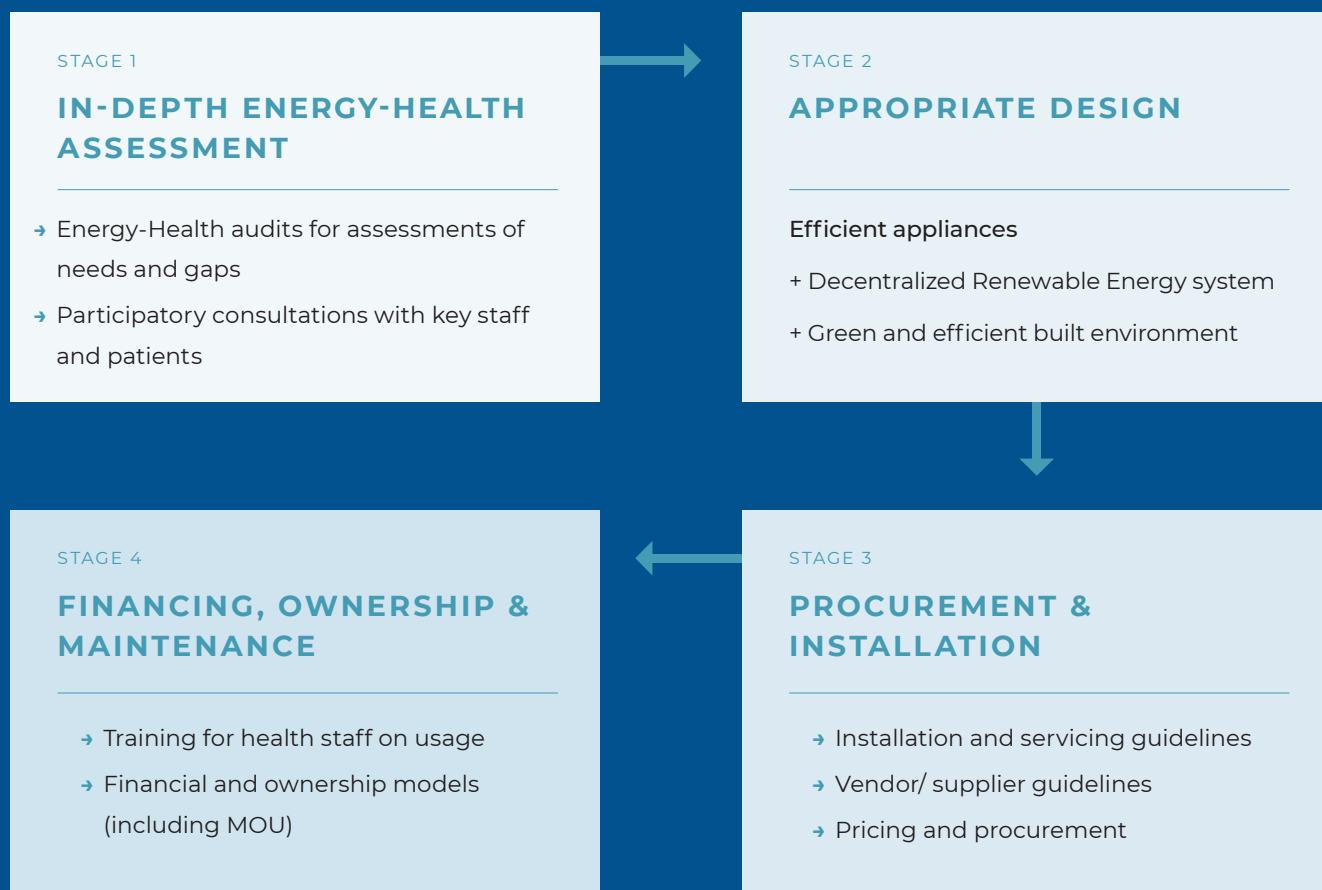 STAGE 1
IN-DEPTH ENERGY-HEALTH
ASSESSMENT
→ Energy-Health audits for assessments of
needs and gaps
→ Participatory consultations with key staff
and patients
STAGE 2
APPROPRIATE DESIGN
Efficient appliances
+ Decentralized Renewable Energy system
+ Green and efficient built environment
STAGE 3
PROCUREMENT &
INSTALLATION
→ Installation and servicing guidelines
→ Vendor/ supplier guidelines
→ Pricing and procurement
STAGE 4
FINANCING, OWNERSHIP &
MAINTENANCE
→ Training for health staff on usage
→ Financial and ownership models
(including MOU)